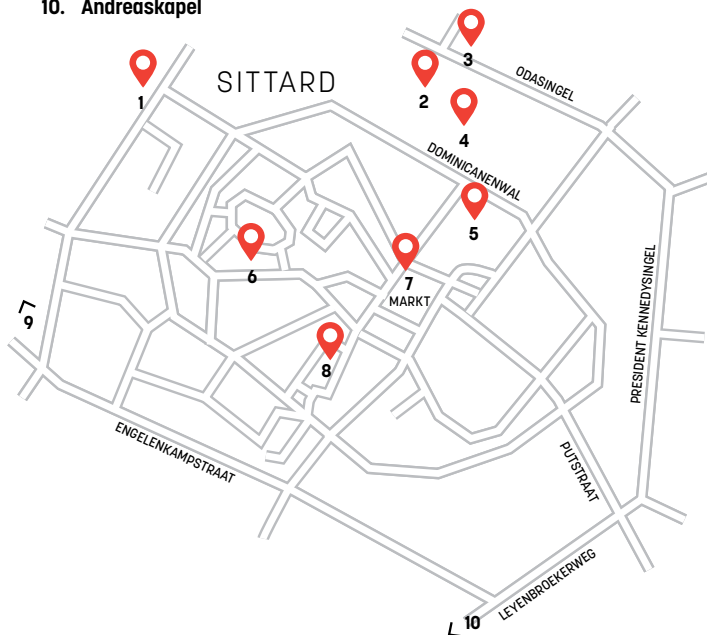 10. Andreaskapel
SITTARD
1
2
3
4
ODASINGEL
DOMINICANENWAL
5
6
7
MARKT
8
9
PRESIDENT KENNEDYSINGEL
ENGELENKAMPSTRAAT
PUTSTRAAT
LEYENBROEKERWEG
10